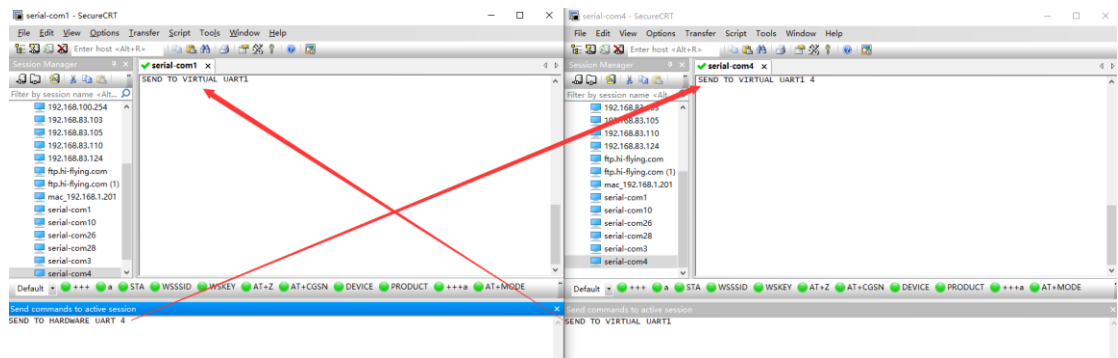 serial-com1 - SecureCRT
File Edit View Options Transfer Script Tools Window Help
Enter host <Alt+R>
Session Manager
serial-com1
SEND TO VIRTUAL UART1
Filter by session name <Alt...
192.168.100.254
192.168.83.103
192.168.83.105
192.168.83.110
192.168.83.124
ftp.hi-flying.com
ftp.hi-flying.com (1)
mac_192.168.1.201
serial-com1
serial-com10
serial-com26
serial-com28
serial-com3
serial-com4
Default +++ a STA WSSSID WSKEY AT+Z AT+CGSN DEVICE PRODUCT +++a AT+MODE
Send commands to active session
SEND TO HARDWARE UART 4
serial-com4 - SecureCRT
File Edit View Options Transfer Script Tools Window Help
Enter host <Alt+R>
Session Manager
serial-com4
SEND TO VIRTUAL UART1 4
Filter by session name <Alt...
192.168.83.103
192.168.83.105
192.168.83.110
192.168.83.124
ftp.hi-flying.com
ftp.hi-flying.com (1)
mac_192.168.1.201
serial-com1
serial-com10
serial-com26
serial-com28
serial-com3
serial-com4
Default +++ a STA WSSSID WSKEY AT+Z AT+CGSN DEVICE PRODUCT +++a AT+MODE
Send commands to active session
SEND TO VIRTUAL UART1